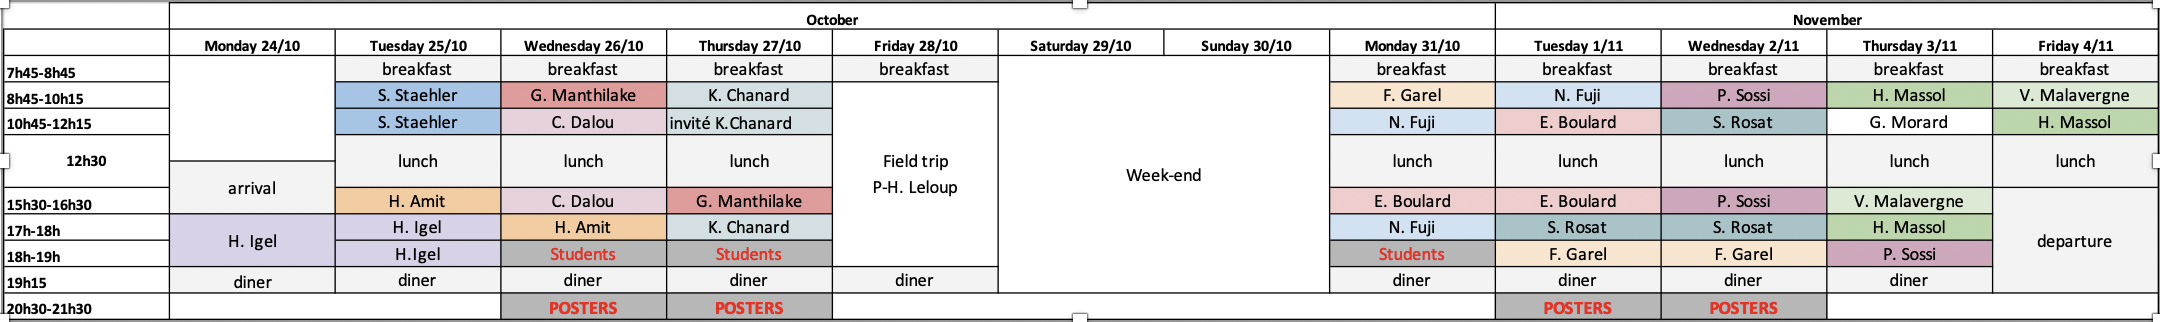 October November
Monday 24/10 Tuesday 25/10 Wednesday 26/10 Thursday 27/10 Friday 28/10 Saturday 29/10 Sunday 30/10 Monday 31/10 Tuesday 1/11 Wednesday 2/11 Thursday 3/11 Friday 4/11
7h45-8h45 breakfast breakfast breakfast breakfast breakfast breakfast breakfast breakfast breakfast
8h45-10h15 S. Staehler G. Manthilake K. Chanard F. Garel N. Fuji P. Sossi H. Massol V. Malavergne
10h45-12h15 S. Staehler C. Dalou invité K.Chanard N. Fuji E. Boulard S. Rosat G. Morard H. Massol
12h30 lunch lunch lunch Field trip lunch lunch lunch lunch lunch
Week-end
arrival P-H. Leloup
15h30-16h30 H. Amit C. Dalou G. Manthilake E. Boulard E. Boulard P. Sossi V. Malavergne
17h-18h H. Igel H. Amit K. Chanard N. Fuji S. Rosat S. Rosat H. Massol
H. Igel departure
18h-19h H.Igel Students Students Students F. Garel F. Garel P. Sossi
19h15 diner diner diner diner diner diner diner diner diner
20h30-21h30 POSTERS POSTERS POSTERS POSTERS